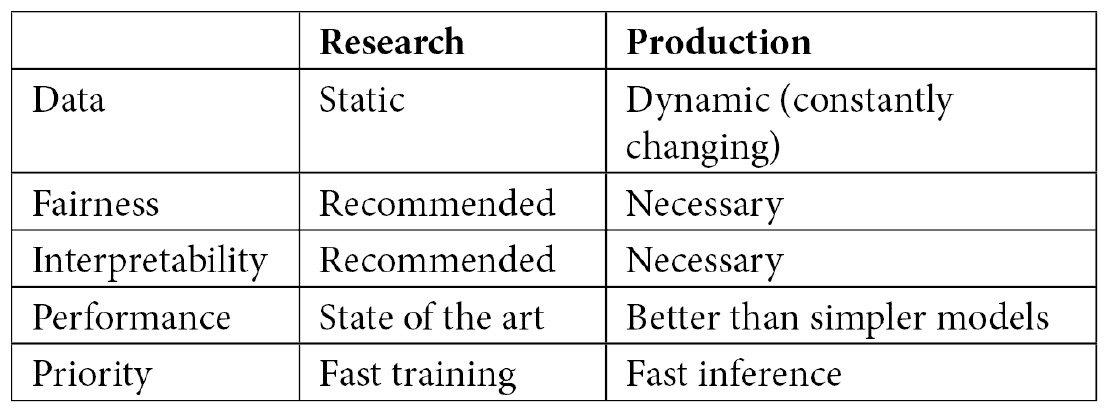 Research Production
Data Static Dynamic (constantly
changing)
Fairness Recommended Necessary
Interpretability Recommended Necessary
Performance State of the art Better than simpler models
Priority Fast training Fast inference